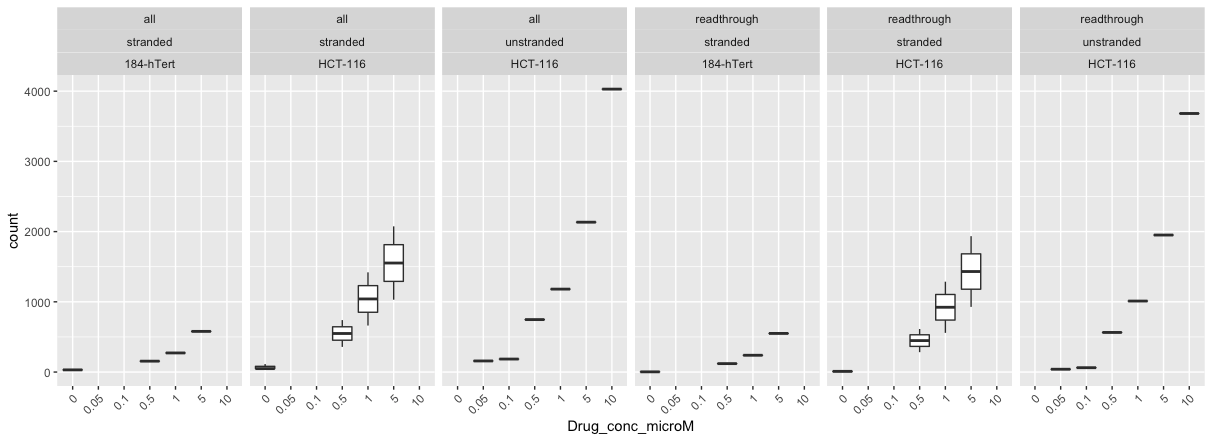 all all all readthrough readthrough readthrough
stranded stranded unstranded stranded stranded unstranded
184-hTert HCT-116 HCT-116 184-hTert HCT-116 HCT-116
4000
3000
2000
1000
0
count
0 0.05 0.1 0.5 1 5 10 0 0.05 0.1 0.5 1 5 10 0 0.05 0.1 0.5 1 5 10 0 0.05 0.1 0.5 1 5 10 0 0.05 0.1 0.5 1 5 10 0 0.05 0.1 0.5 1 5 10
Drug_conc_microM